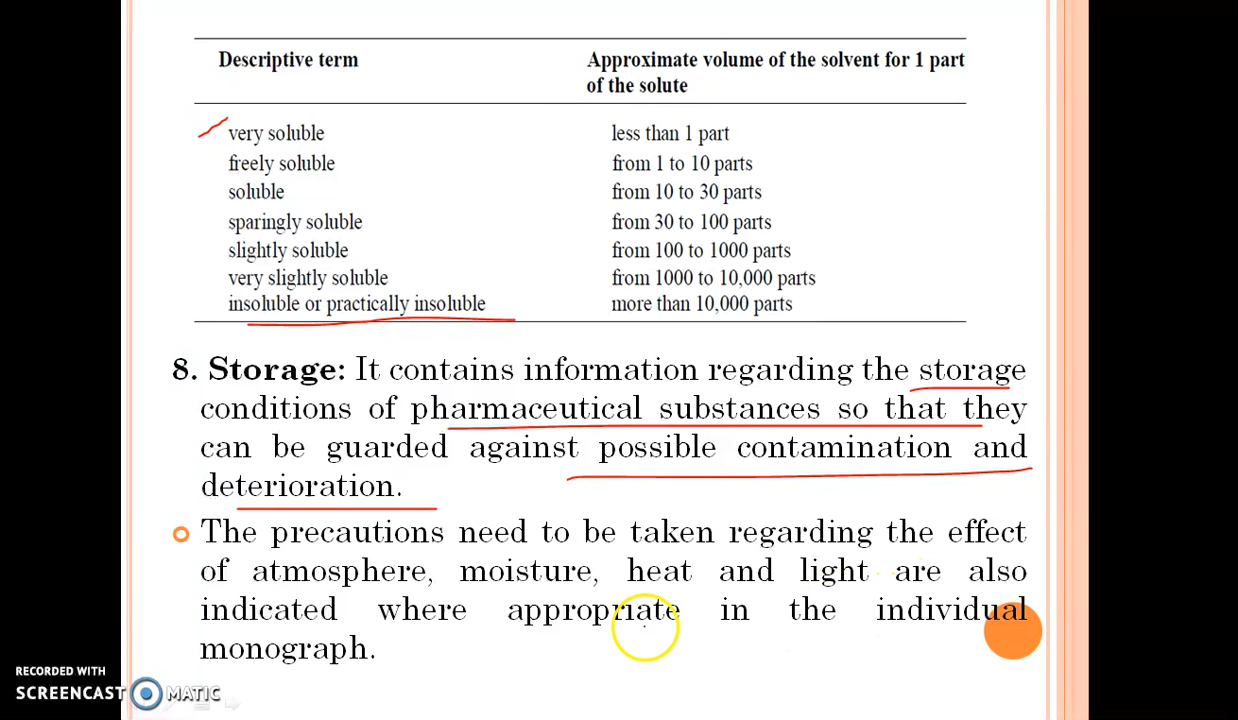 Descriptive term Approximate volume of the solvent for 1 part
of the solute
very soluble less than 1 part
freely soluble from 1 to 10 parts
soluble from 10 to 30 parts
sparingly soluble from 30 to 100 parts
slightly soluble from 100 to 1000 parts
very slightly soluble from 1000 to 10,000 parts
insoluble or practically insoluble more than 10,000 parts
8. Storage: It contains information regarding the storage
conditions of pharmaceutical substances so that they
can be guarded against possible contamination and
deterioration.
The precautions need to be taken regarding the effect
of atmosphere, moisture, heat and light are also
indicated where appropriate in the individual
monograph.
RECORDED WITH
SCREENCAST MATIC